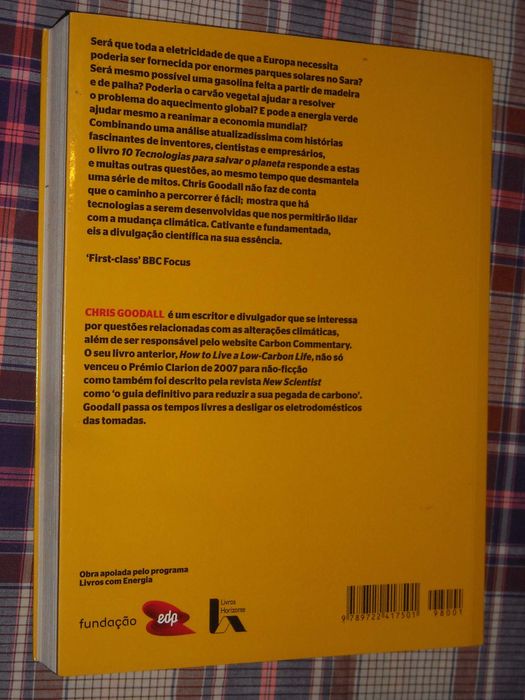 Será que toda a eletricidade de que a Europa necessita
poderia ser fornecida por enormes parques solares no Sara?
Será mesmo possível uma gasolina feita a partir de madeira
e de palha? Poderia o carvão vegetal ajudar a resolver
o problema do aquecimento global? E pode a energia verde
ajudar mesmo a reanimar a economia mundial?
Combinando uma análise atualizadíssima com histórias
fascinantes de inventores, cientistas e empresários,
o livro 10 Tecnologias para salvar o planeta responde a estas
e muitas outras questões, ao mesmo tempo que desmantela
uma série de mitos. Chris Goodall não faz de conta
que o caminho a percorrer é fácil; mostra que há
tecnologias a serem desenvolvidas que nos permitirão lidar
com a mudança climática. Cativante e fundamentada,
eis a divulgação científica na sua essência.
‘First-class’ BBC Focus
CHRIS GOODALL é um escritor e divulgador que se interessa
por questões relacionadas com as alterações climáticas,
além de ser responsável pelo website Carbon Commentary.
O seu livro anterior, How to Live a Low-Carbon Life, não só
venceu o Prémio Clarion de 2007 para não-ficção
como também foi descrito pela revista New Scientist
como ‘o guia definitivo para reduzir a sua pegada de carbono’.
Goodall passa os tempos livres a desligar os eletrodomésticos
das tomadas.
Obra apoiada pelo programa
Livros com Energia
fundação edp
Livros
Horizonte
9 789722 417501
98001